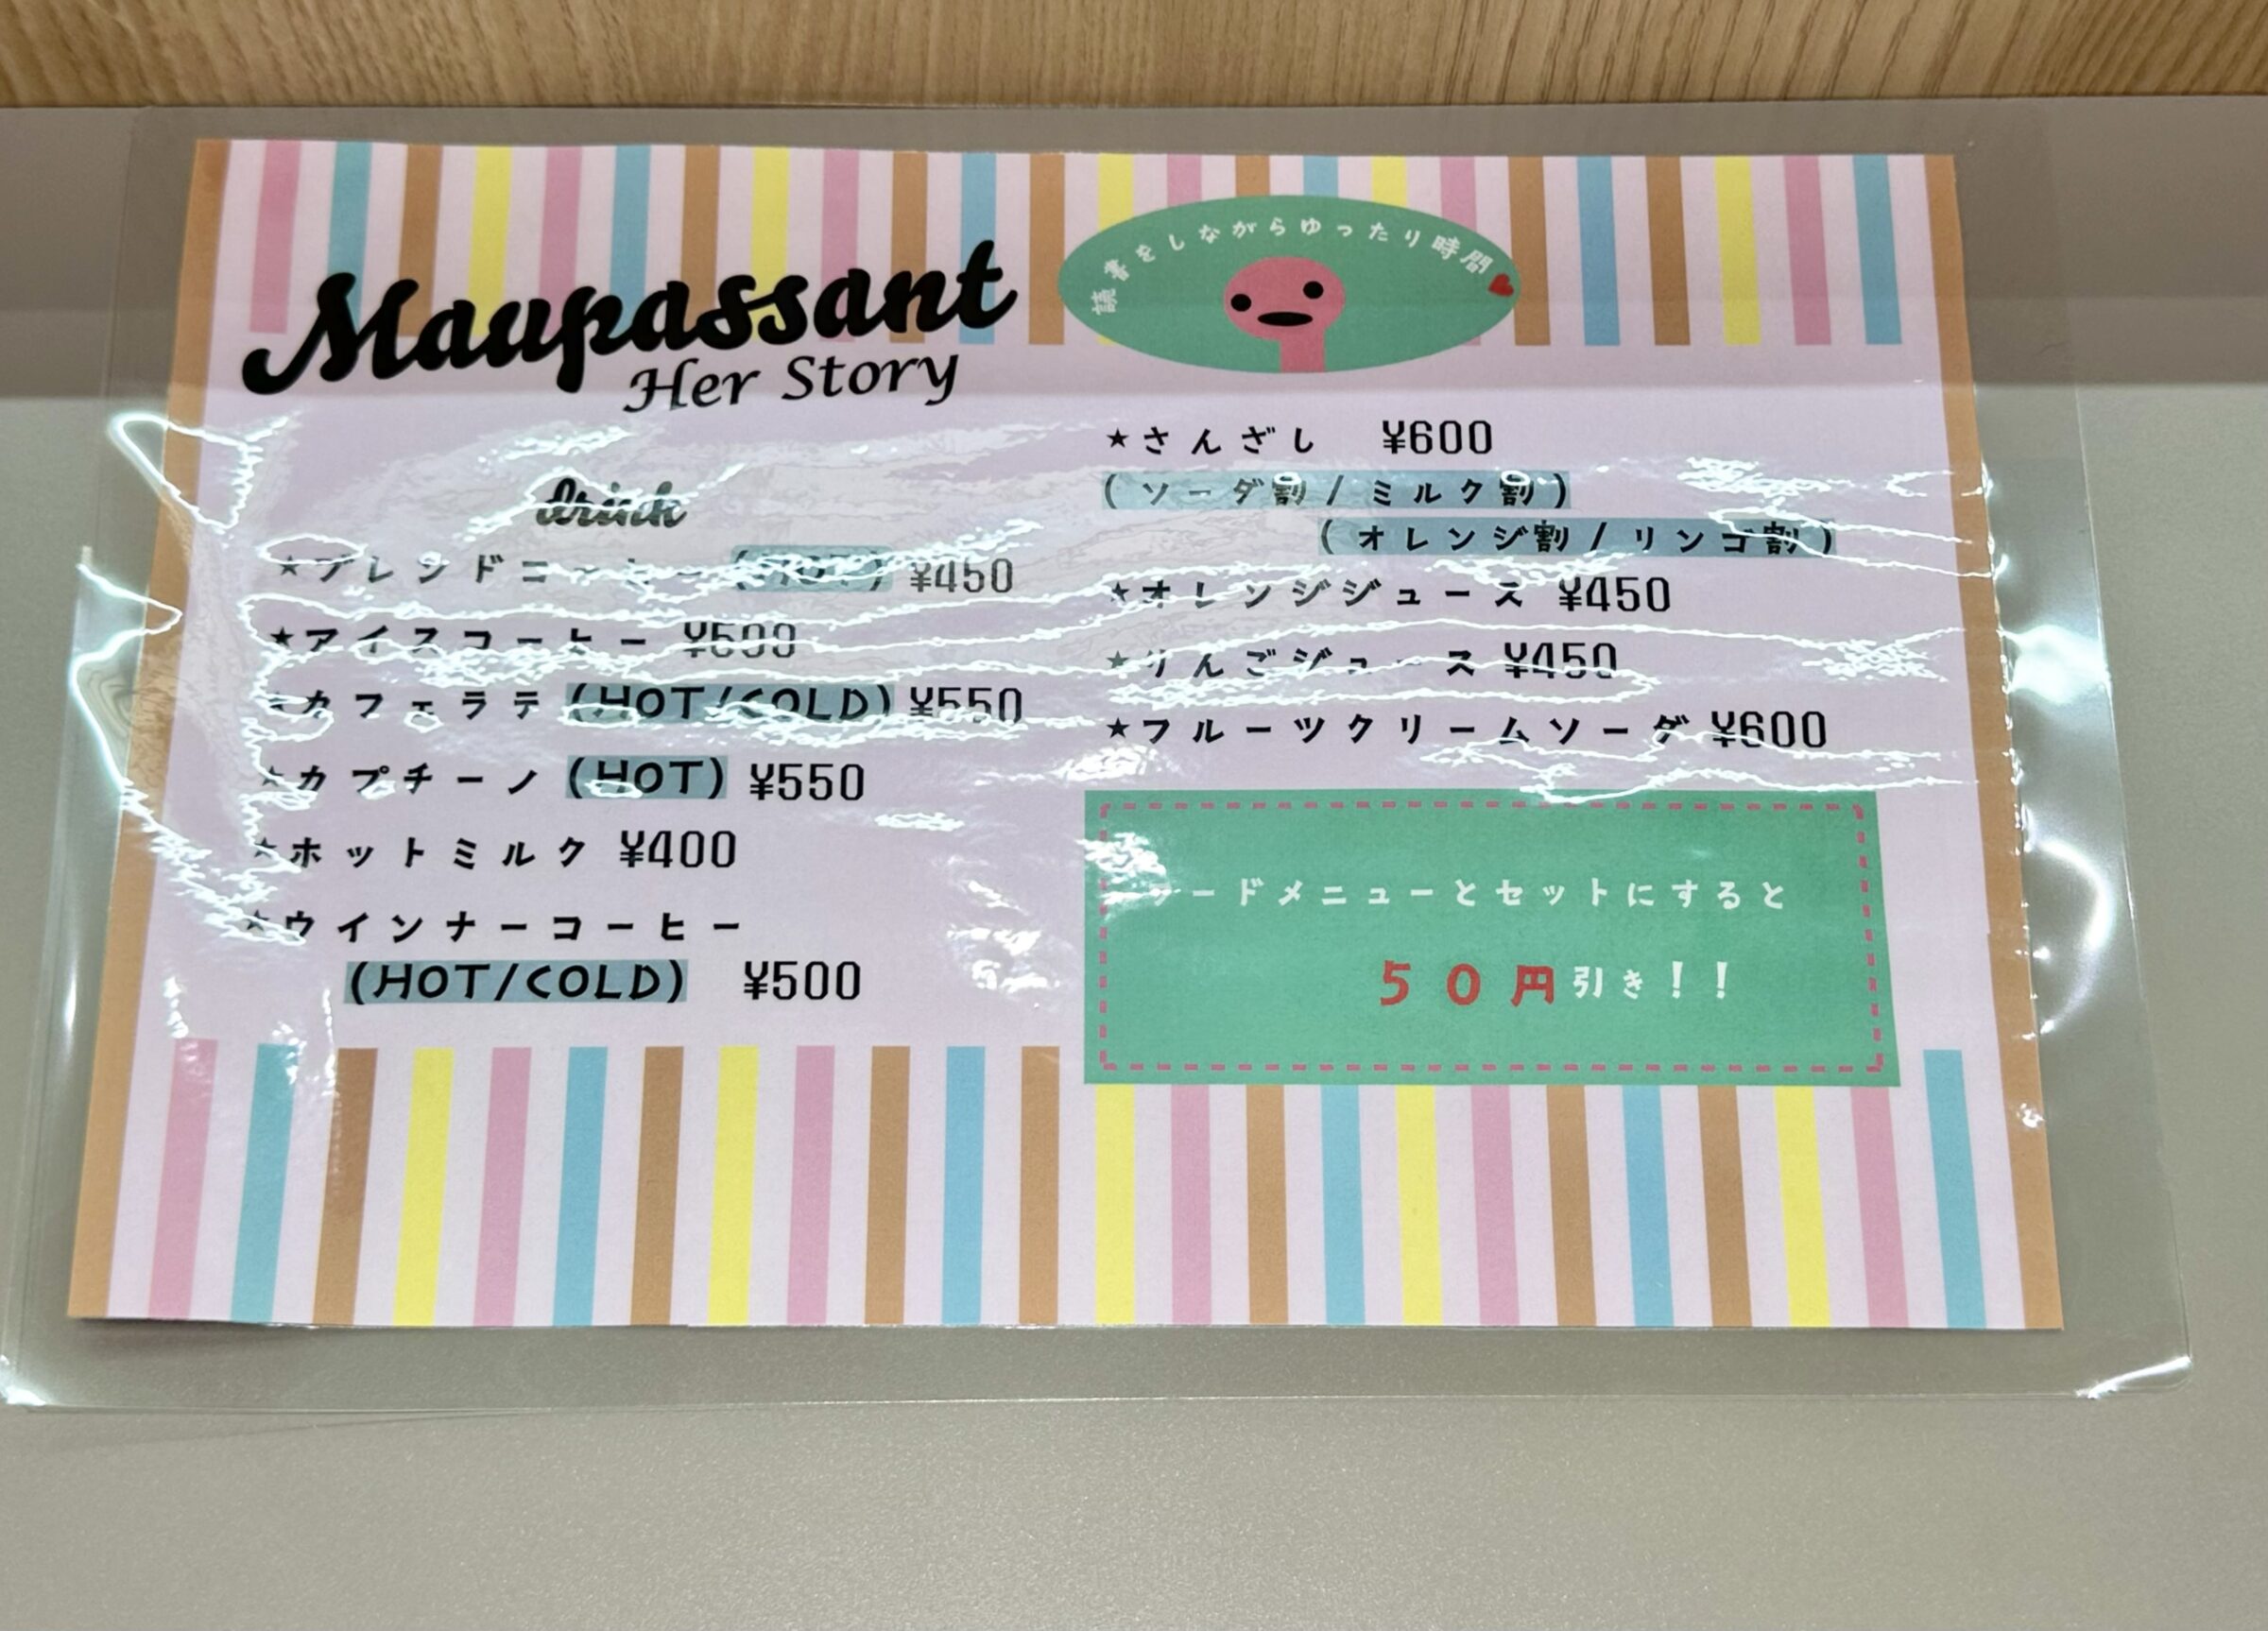 Maupassant
Her Story
読書をしながらゆったり時間
drink
★ブレンドコーヒー (HOT) ¥450
★アイスコーヒー ¥500
★カフェラテ (HOT/COLD) ¥550
★カプチーノ (HOT) ¥550
★ホットミルク ¥400
★ウインナーコーヒー
(HOT/COLD) ¥500
★さんざし ¥600
(ソーダ割/ミルク割)
(オレンジ割/リンゴ割)
★オレンジジュース ¥450
★りんごジュース ¥450
★フルーツクリームソーダ ¥600
フードメニューとセットにすると
50円引き!!